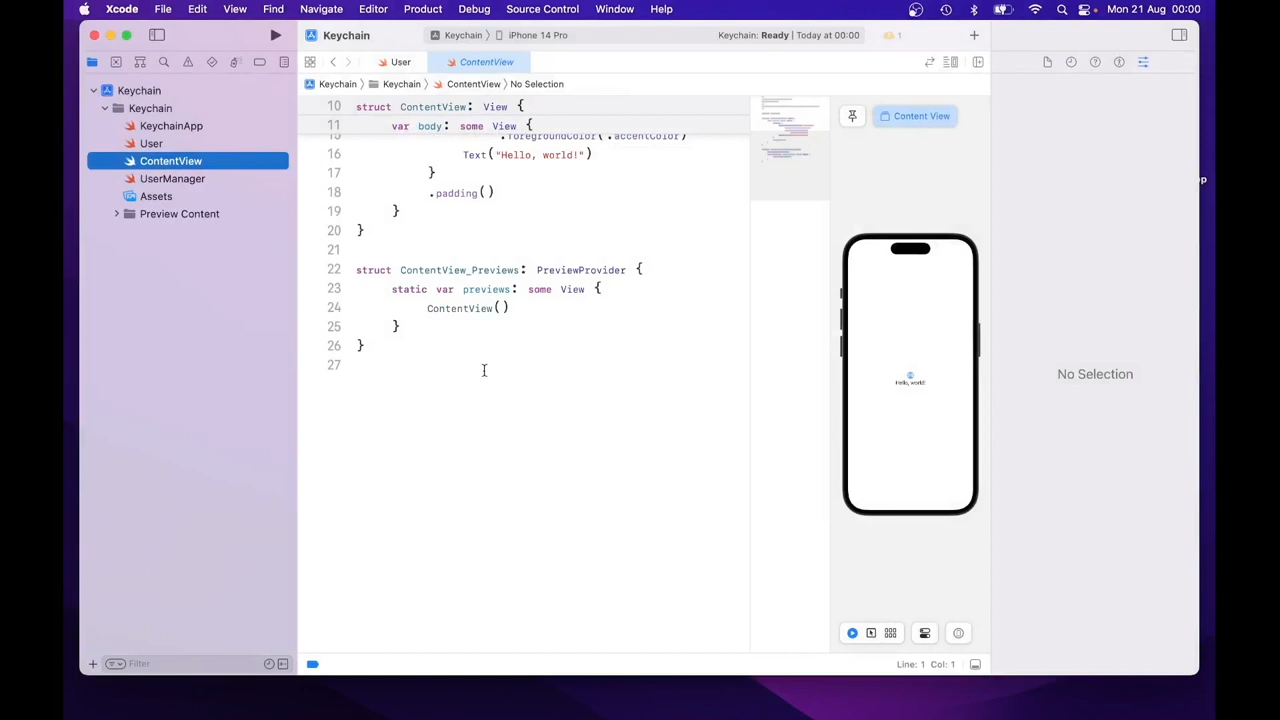 Xcode File Edit View Find Navigate Editor Product Debug Source Control Window Help Mon 21 Aug 00:00
Keychain Keychain iPhone 14 Pro Keychain: Ready | Today at 00:00 1
User ContentView
Keychain Keychain ContentView No Selection
Keychain
Keychain
KeychainApp
User
ContentView
UserManager
Assets
Preview Content
Filter
10 struct ContentView: View {
11 var body: some View {
.foregroundColor(.accentColor)
16 Text("Hello, world!")
17 }
18 .padding()
19 }
20 }
21
22 struct ContentView_Previews: PreviewProvider {
23 static var previews: some View {
24 ContentView()
25 }
26 }
27
Content View
Hello, world!
No Selection
Line: 1 Col: 1